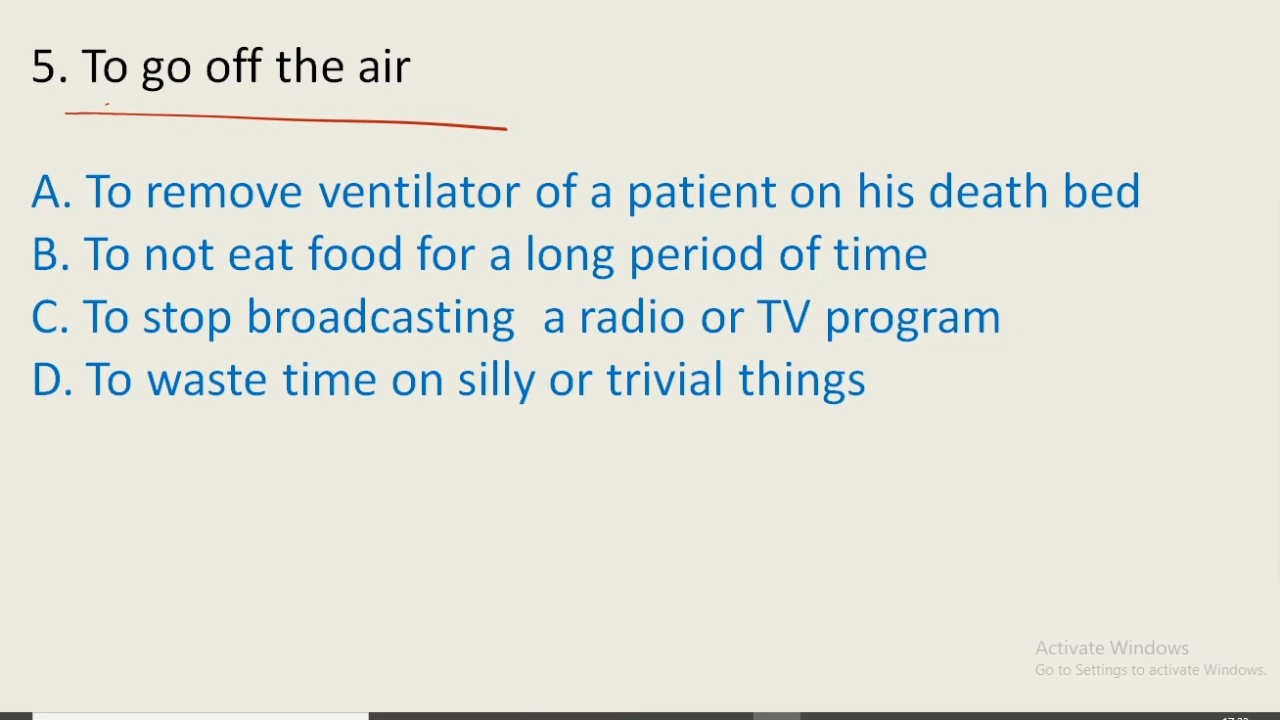 5. To go off the air
A. To remove ventilator of a patient on his death bed
B. To not eat food for a long period of time
C. To stop broadcasting a radio or TV program
D. To waste time on silly or trivial things
Activate Windows
Go to Settings to activate Windows.